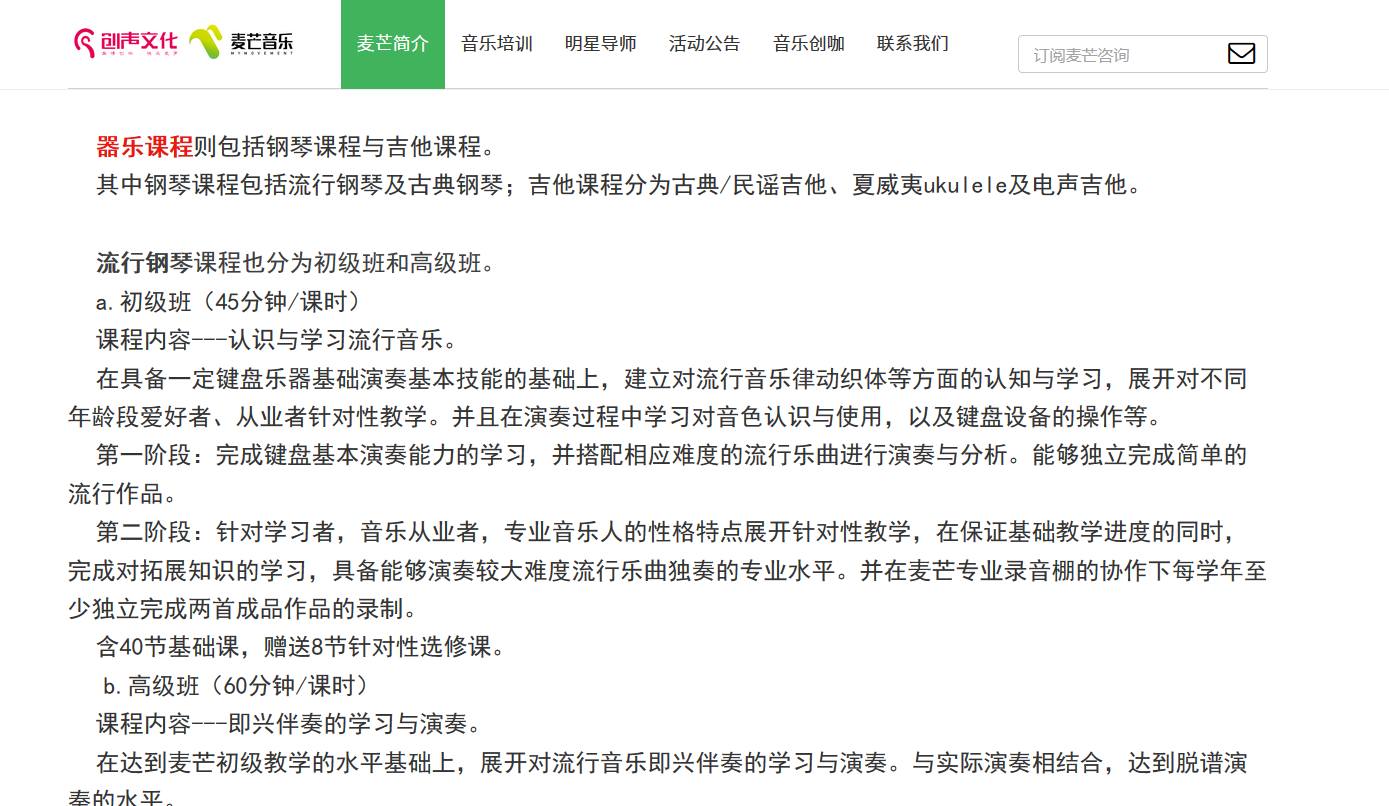 创声文化 麦芒音乐 麦芒简介 音乐培训 明星导师 活动公告 音乐创咖 联系我们 订阅麦芒咨询
MYMOVEMENT
器乐课程则包括钢琴课程与吉他课程。
其中钢琴课程包括流行钢琴及古典钢琴；吉他课程分为古典/民谣吉他、夏威夷ukulele及电声吉他。
流行钢琴课程也分为初级班和高级班。
a.初级班（45分钟/课时）
课程内容---认识与学习流行音乐。
在具备一定键盘乐器基础演奏基本技能的基础上，建立对流行音乐律动织体等方面的认知与学习，展开对不同
年龄段爱好者、从业者针对性教学。并且在演奏过程中学习对音色认识与使用，以及键盘设备的操作等。
第一阶段：完成键盘基本演奏能力的学习，并搭配相应难度的流行乐曲进行演奏与分析。能够独立完成简单的
流行作品。
第二阶段：针对学习者，音乐从业者，专业音乐人的性格特点展开针对性教学，在保证基础教学进度的同时，
完成对拓展知识的学习，具备能够演奏较大难度流行乐曲独奏的专业水平。并在麦芒专业录音棚的协作下每学年至
少独立完成两首成品作品的录制。
含40节基础课，赠送8节针对性选修课。
b.高级班（60分钟/课时）
课程内容---即兴伴奏的学习与演奏。
在达到麦芒初级教学的水平基础上，展开对流行音乐即兴伴奏的学习与演奏。与实际演奏相结合，达到脱谱演
奏的水平。